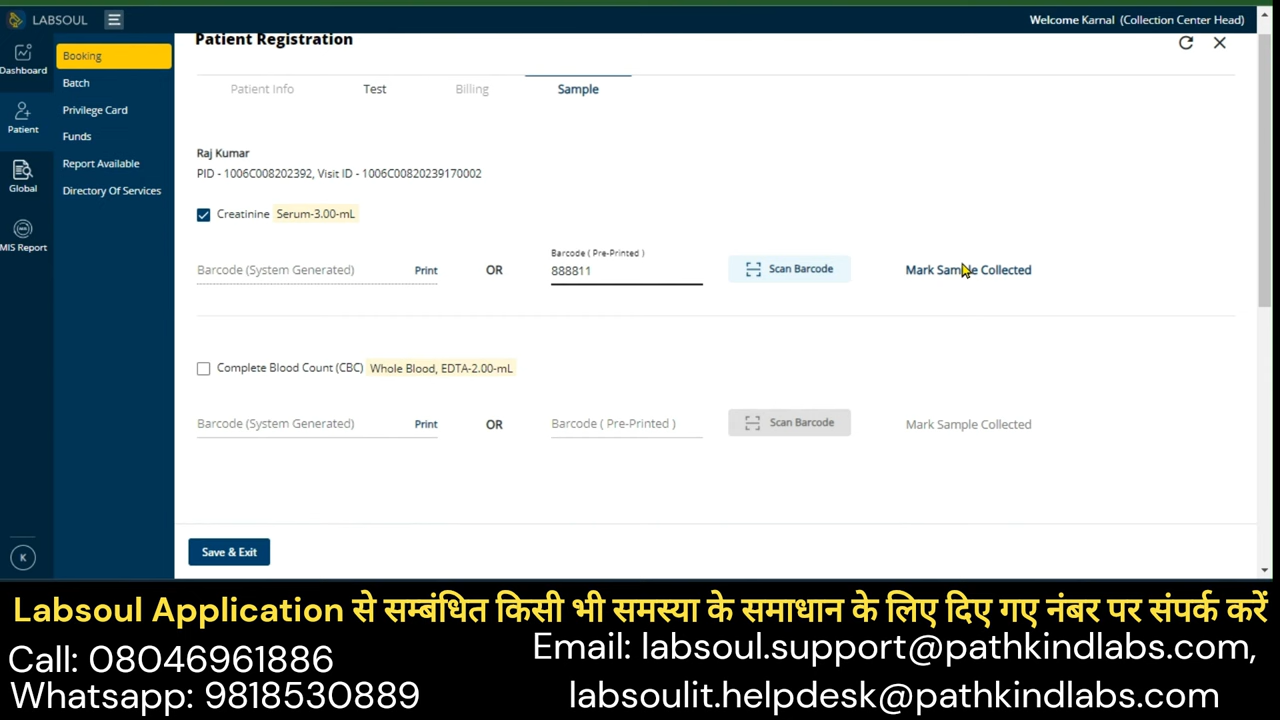 LABSOUL
Welcome Karnal (Collection Center Head)
Dashboard
Patient
Global
MIS Report
K
Booking
Batch
Privilege Card
Funds
Report Available
Directory Of Services
Patient Registration
Patient Info Test Billing Sample
Raj Kumar
PID - 1006C008202392, Visit ID - 1006C00820239170002
Creatinine Serum-3.00-mL
Barcode ( Pre-Printed )
Barcode (System Generated) Print OR 888811 Scan Barcode Mark Sample Collected
Complete Blood Count (CBC) Whole Blood, EDTA-2.00-mL
Barcode (System Generated) Print OR Barcode ( Pre-Printed ) Scan Barcode Mark Sample Collected
Save & Exit
Labsoul Application से सम्बंधित किसी भी समस्या के समाधान के लिए दिए गए नंबर पर संपर्क करें
Call: 08046961886
Whatsapp: 9818530889
Email: labsoul.support@pathkindlabs.com,
labsoulit.helpdesk@pathkindlabs.com